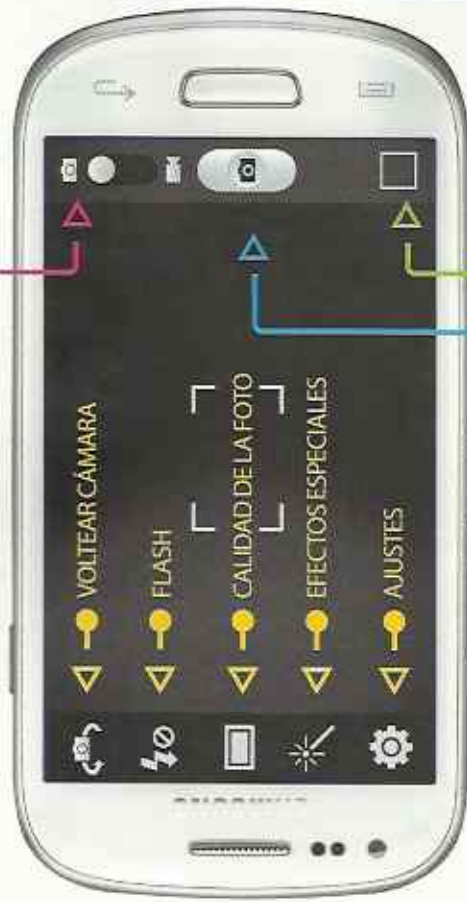 VOLTEAR CÁMARA
FLASH
CALIDAD DE LA FOTO
EFECTOS ESPECIALES
AJUSTES